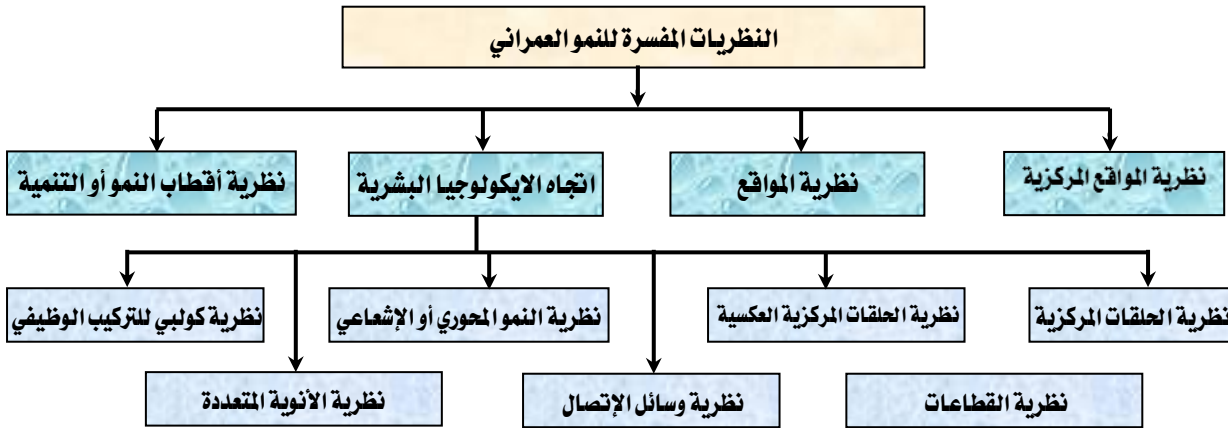 النظريات المفسرة للنمو العمراني
نظرية المواقع المركزية
نظرية المواقع
اتجاه الايكولوجيا البشرية
نظرية أقطاب النمو أو التنمية
نظرية الحلقات المركزية
نظرية الحلقات المركزية العكسية
نظرية النمو المحوري أو الإشعاعي
نظرية كولبي للتركيب الوظيفي
نظرية القطاعات
نظرية وسائل الإتصال
نظرية الأنوية المتعددة